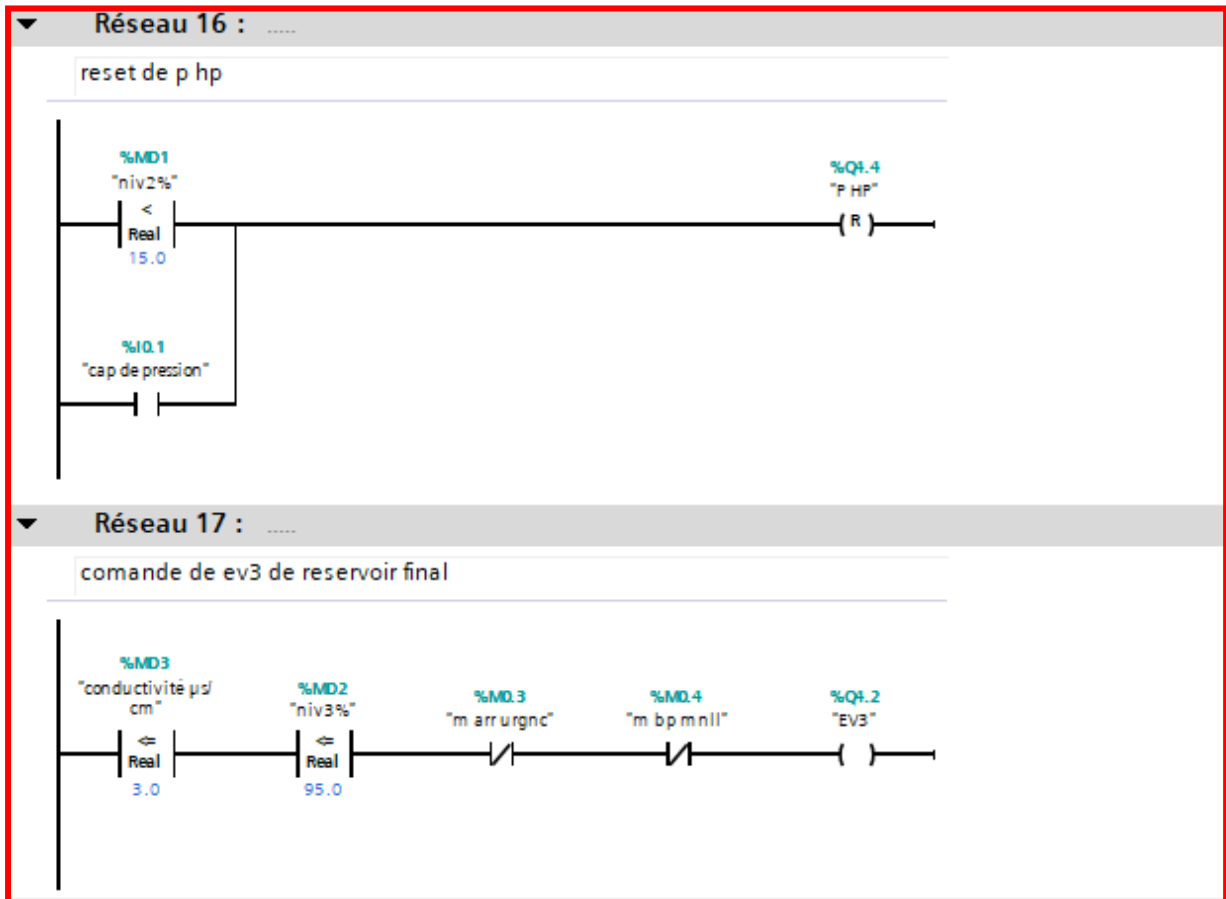 Réseau 16 : .....
reset de p hp
%MD1
"niv2%"
<
Real
15.0
%Q4.4
"P HP"
R
%I0.1
"cap de pression"
Réseau 17 : .....
comande de ev3 de reservoir final
%MD3
"conductivité µs/
cm"
<=
Real
3.0
%MD2
"niv3%"
<=
Real
95.0
%M0.3
"m arr urgnc"
%M0.4
"m bp mnll"
%Q4.2
"EV3"